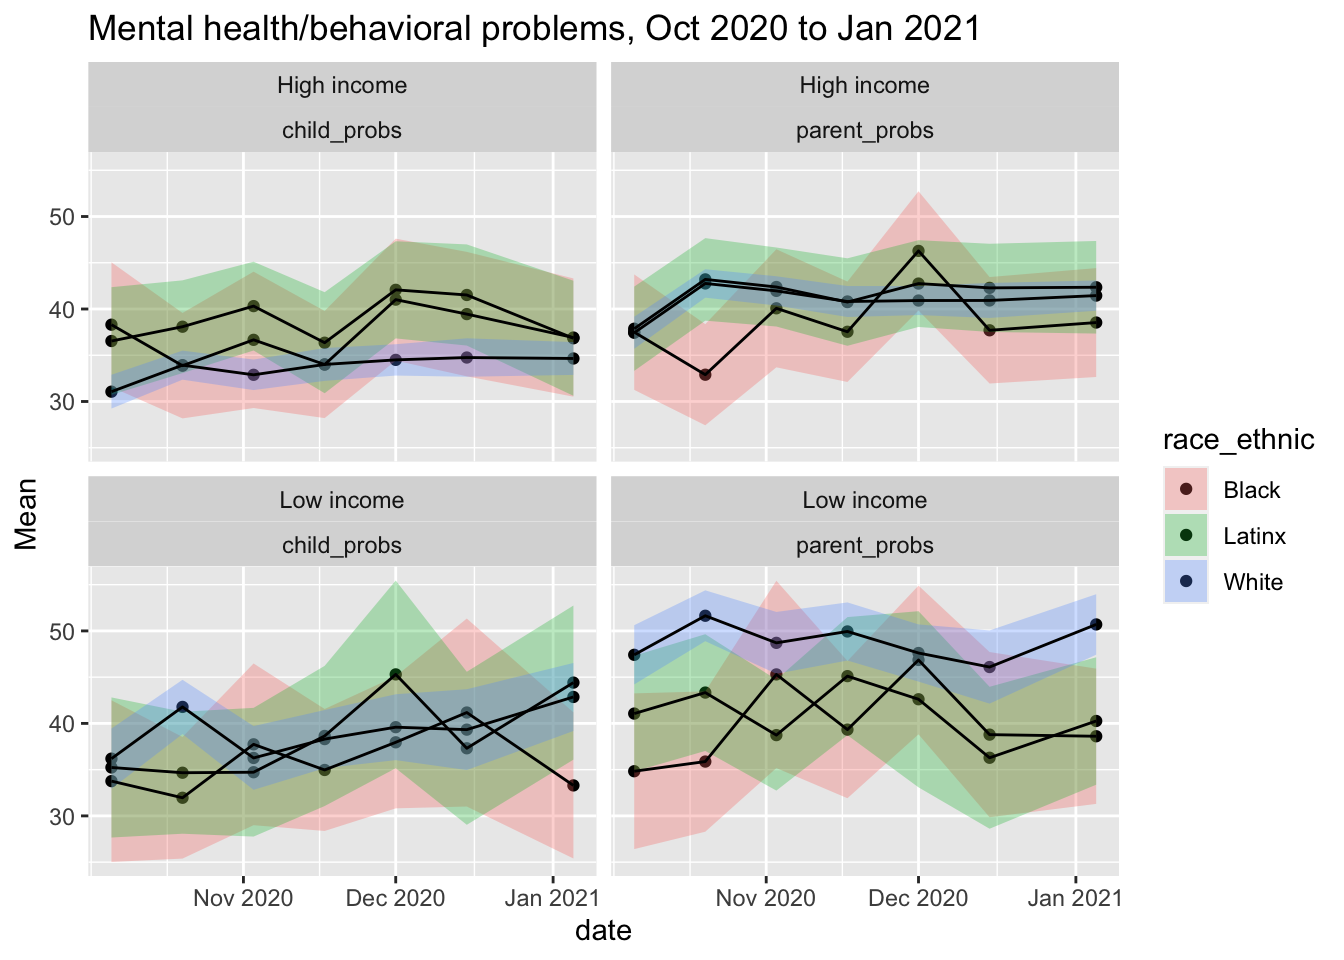 Mental health/behavioral problems, Oct 2020 to Jan 2021
High income
child_probs
High income
parent_probs
50
40
30
Low income
child_probs
Low income
parent_probs
50
40
30
Mean
Nov 2020
Dec 2020
Jan 2021
Nov 2020
Dec 2020
Jan 2021
date
race_ethnic
Black
Latinx
White